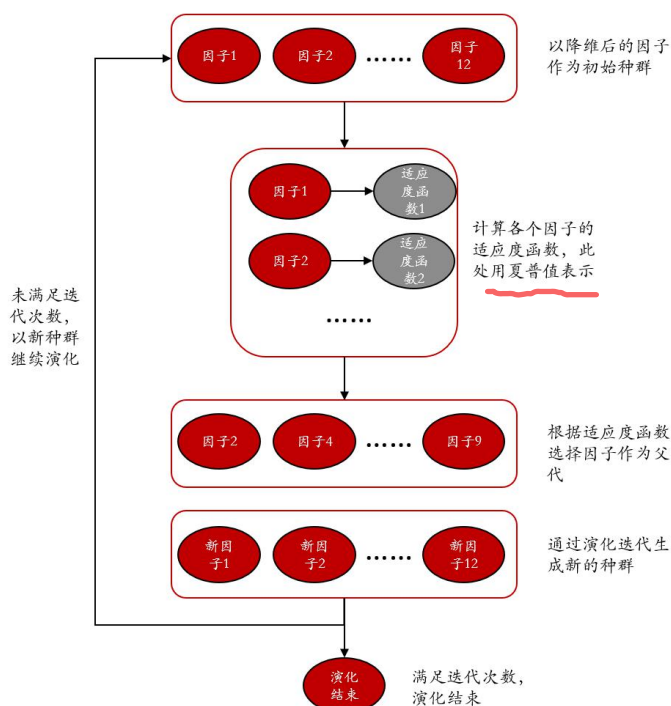 因子1
因子2
……
因子
12
以降维后的因子
作为初始种群
因子1
适应
度函
数1
因子2
适应
度函
数2
……
计算各个因子的
适应度函数，此
处用夏普值表示
未满足迭
代次数，
以新种群
继续演化
因子2
因子4
……
因子9
根据适应度函数
选择因子作为父
代
新因
子1
新因
子2
……
新因
子12
通过演化迭代生
成新的种群
演化
结束
满足迭代次数，
演化结束